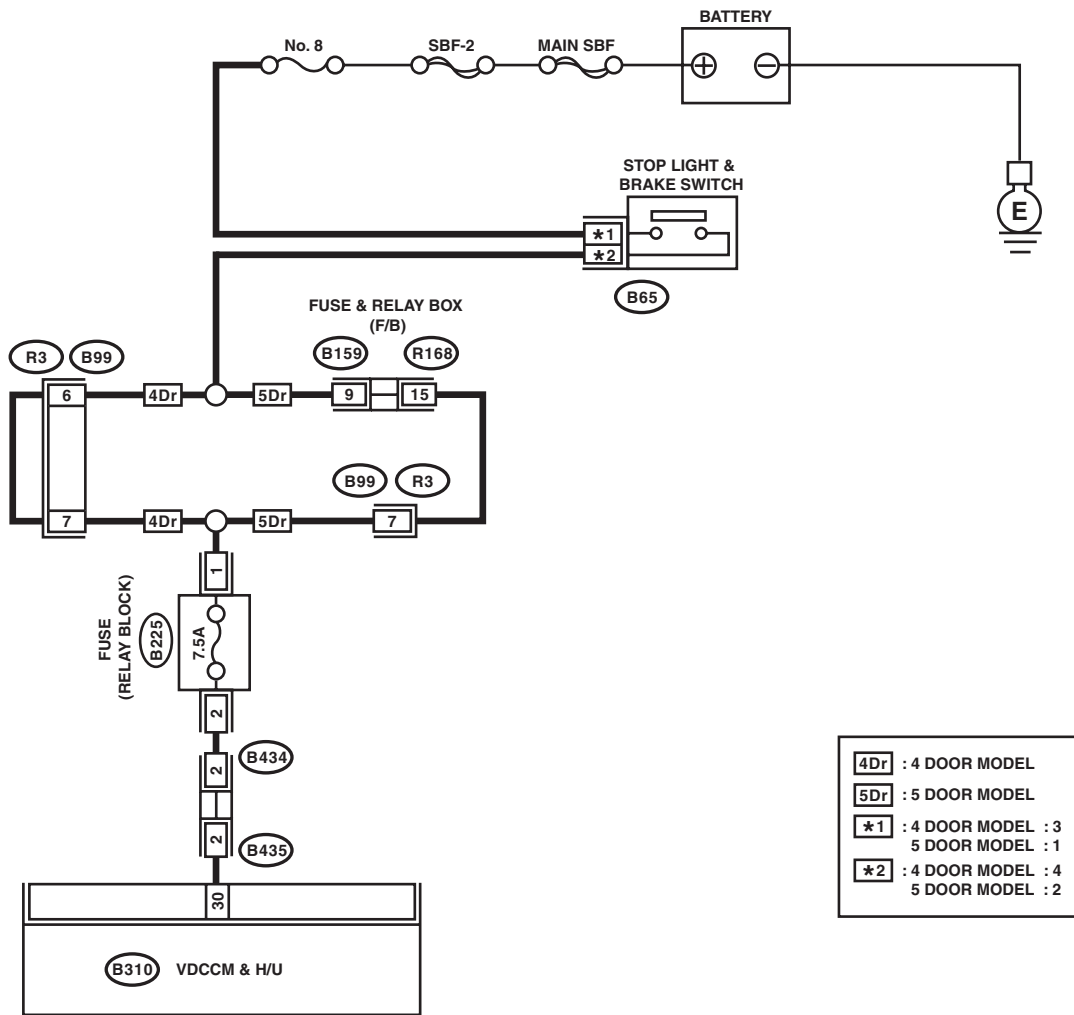 BATTERY
No. 8
SBF-2
MAIN SBF
STOP LIGHT &
BRAKE SWITCH
E
*1
*2
B65
FUSE & RELAY BOX
(F/B)
R3
B99
B159
R168
6
4Dr
5Dr
9
15
B99
R3
7
4Dr
5Dr
7
1
FUSE
(RELAY BLOCK)
B225
7.5A
2
2
B434
2
B435
30
B310
VDCCM & H/U
4Dr : 4 DOOR MODEL
5Dr : 5 DOOR MODEL
*1 : 4 DOOR MODEL : 3
5 DOOR MODEL : 1
*2 : 4 DOOR MODEL : 4
5 DOOR MODEL : 2